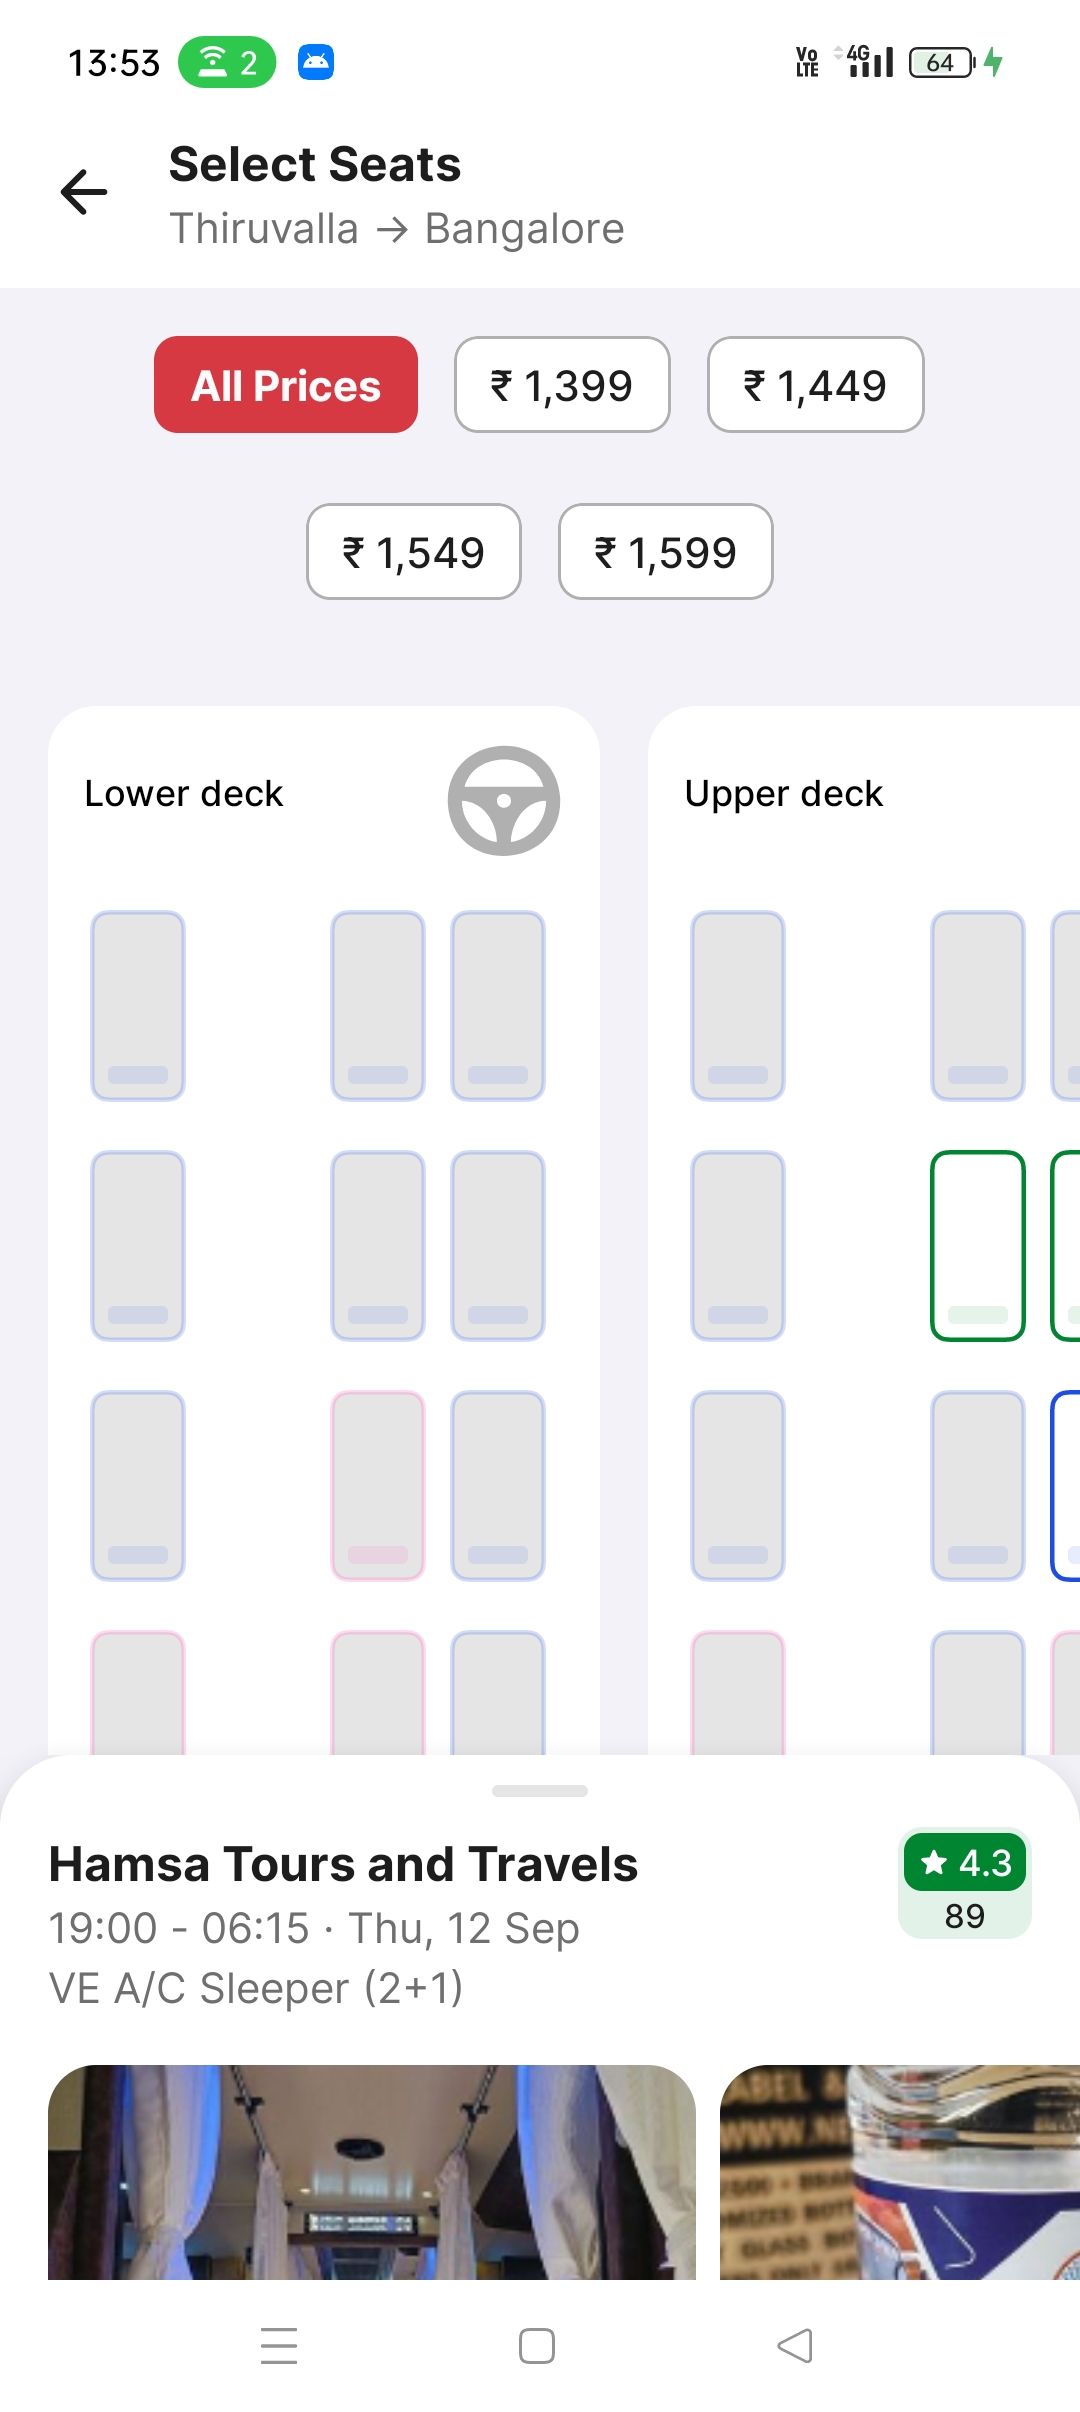 13:53
2
Vo
LTE
4G
64
Select Seats
Thiruvalla → Bangalore
All Prices
₹ 1,399
₹ 1,449
₹ 1,549
₹ 1,599
Lower deck
Upper deck
Hamsa Tours and Travels
4.3
89
19:00 - 06:15 · Thu, 12 Sep
VE A/C Sleeper (2+1)